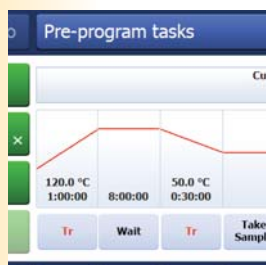 Pre-program tasks
Cu
×
120.0 °C
1:00:00
8:00:00
50.0 °C
0:30:00
Tr
Wait
Tr
Take
Sampl